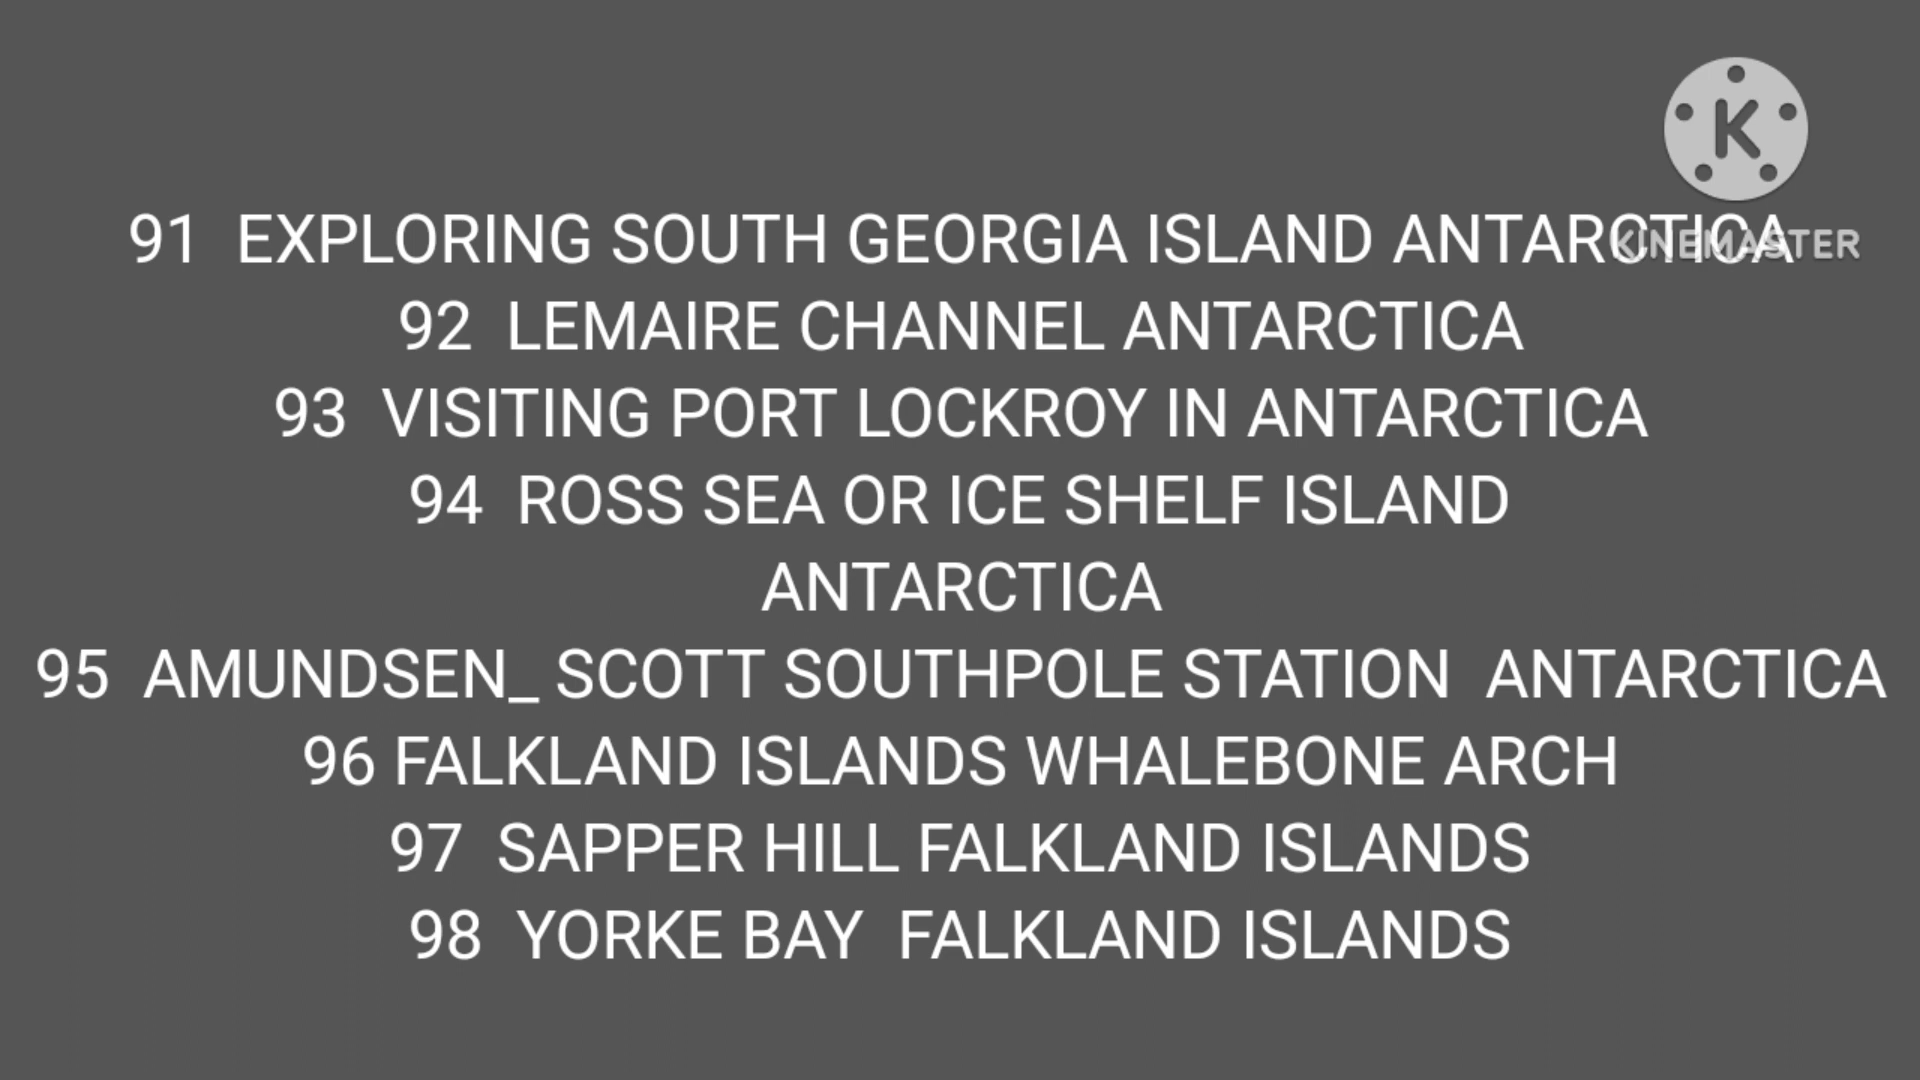 K
KINEMASTER
91  EXPLORING SOUTH GEORGIA ISLAND ANTARCTICA
92  LEMAIRE CHANNEL ANTARCTICA
93  VISITING PORT LOCKROY IN ANTARCTICA
94  ROSS SEA OR ICE SHELF ISLAND
ANTARCTICA
95  AMUNDSEN_ SCOTT SOUTHPOLE STATION  ANTARCTICA
96 FALKLAND ISLANDS WHALEBONE ARCH
97  SAPPER HILL FALKLAND ISLANDS
98  YORKE BAY  FALKLAND ISLANDS